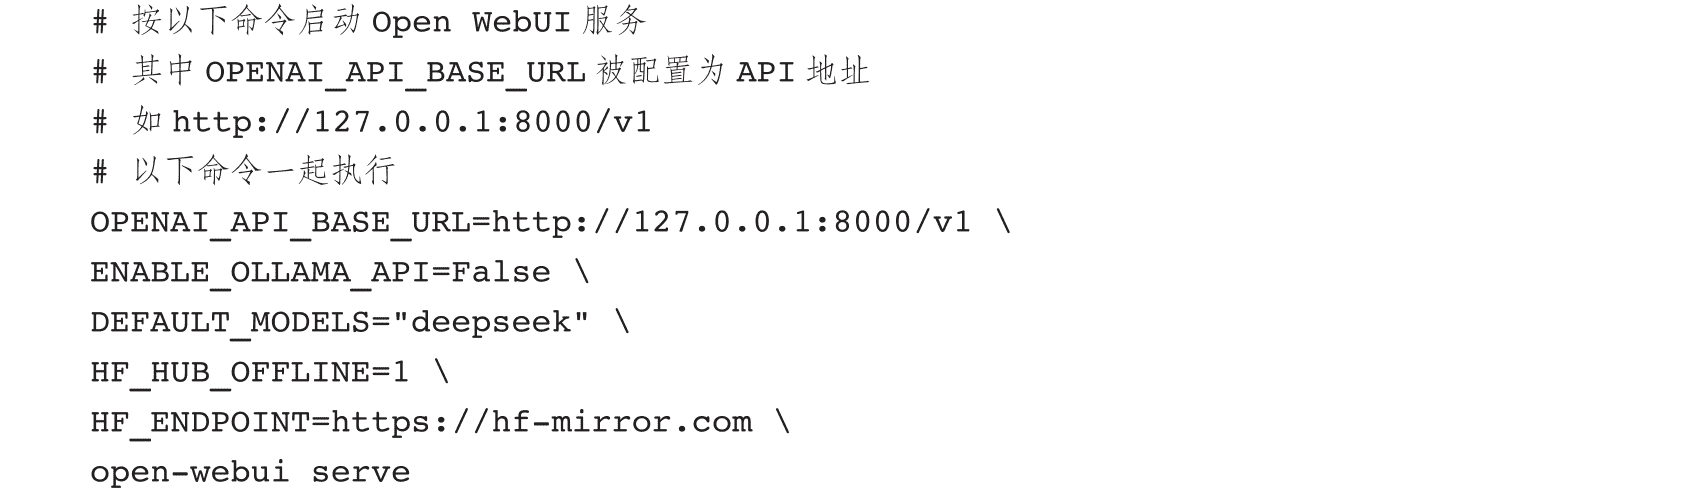 # 按以下命令启动 Open WebUI 服务
# 其中 OPENAI_API_BASE_URL 被配置为 API 地址
# 如 http://127.0.0.1:8000/v1
# 以下命令一起执行
OPENAI_API_BASE_URL=http://127.0.0.1:8000/v1 \
ENABLE_OLLAMA_API=False \
DEFAULT_MODELS="deepseek" \
HF_HUB_OFFLINE=1 \
HF_ENDPOINT=https://hf-mirror.com \
open-webui serve